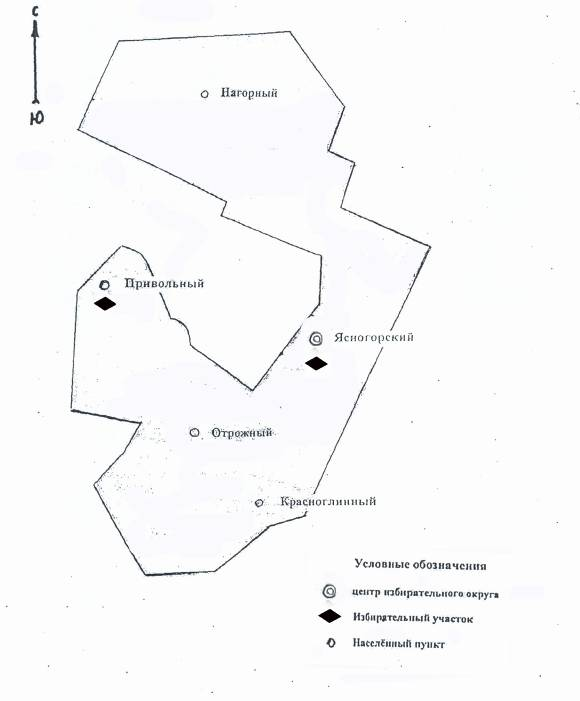 С
Ю
Нагорный
Привольный
Ясногорский
Отрожный
Красноглинный
Условные обозначения
центр избирательного округа
Избирательный участок
Населённый пункт